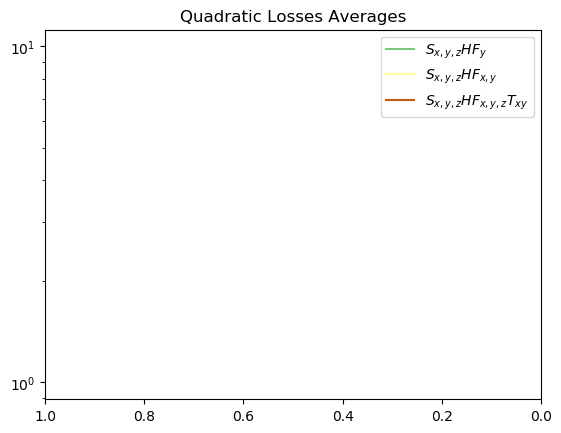 Quadratic Losses Averages
10¹
10⁰
$S_{x,y,z}HF_{y}$
$S_{x,y,z}HF_{x,y}$
$S_{x,y,z}HF_{x,y,z}T_{xy}$
1.0 0.8 0.6 0.4 0.2 0.0